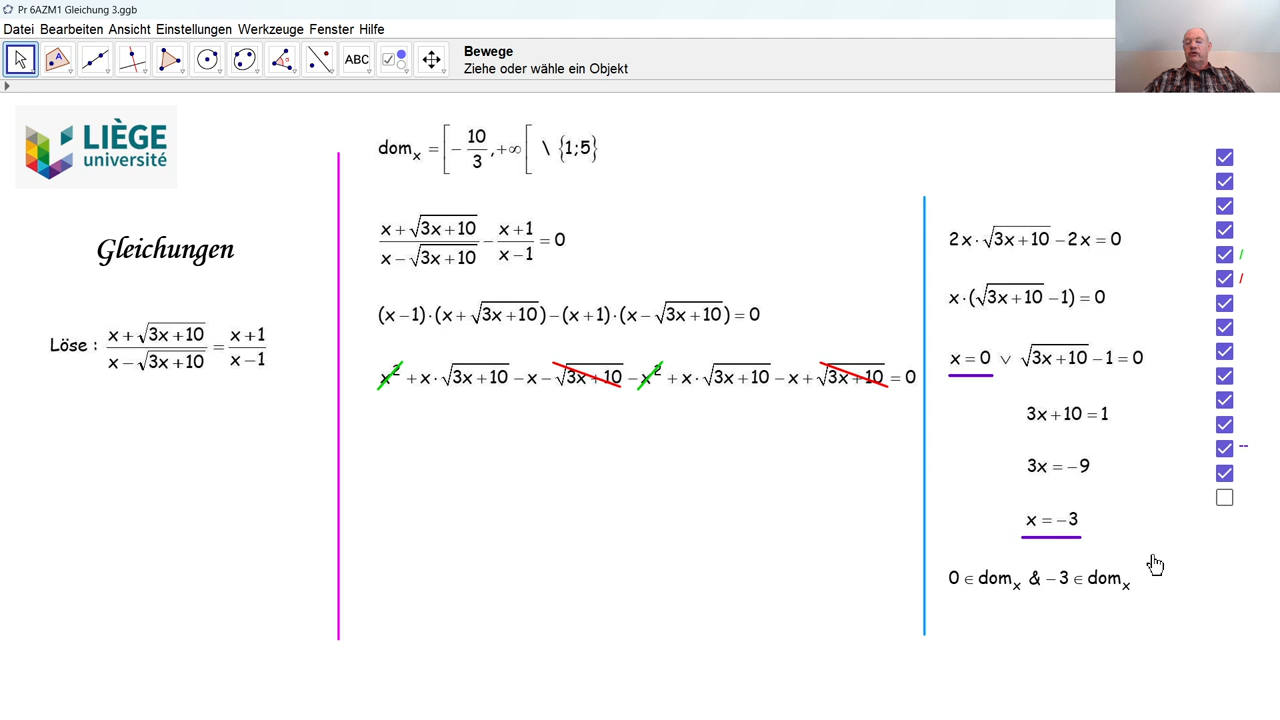 Pr 6AZM1 Gleichung 3.ggb
Datei Bearbeiten Ansicht Einstellungen Werkzeuge Fenster Hilfe
A
ABC
Bewege
Ziehe oder wähle ein Objekt
LIÈGE
université
Gleichungen
Löse : (x+√(3x+10))/(x−√(3x+10)) = (x+1)/(x−1)
dom_x = [−10/3, +∞[ \ {1;5}
(x+√(3x+10))/(x−√(3x+10)) − (x+1)/(x−1) = 0
(x−1)·(x+√(3x+10))−(x+1)·(x−√(3x+10)) = 0
x²+x·√(3x+10)−x−√(3x+10)−x²+x·√(3x+10)−x+√(3x+10) = 0
2x·√(3x+10)−2x = 0
x·(√(3x+10)−1) = 0
x = 0 ∨ √(3x+10)−1 = 0
3x+10 = 1
3x = −9
x = −3
0 ∈ dom_x & −3 ∈ dom_x